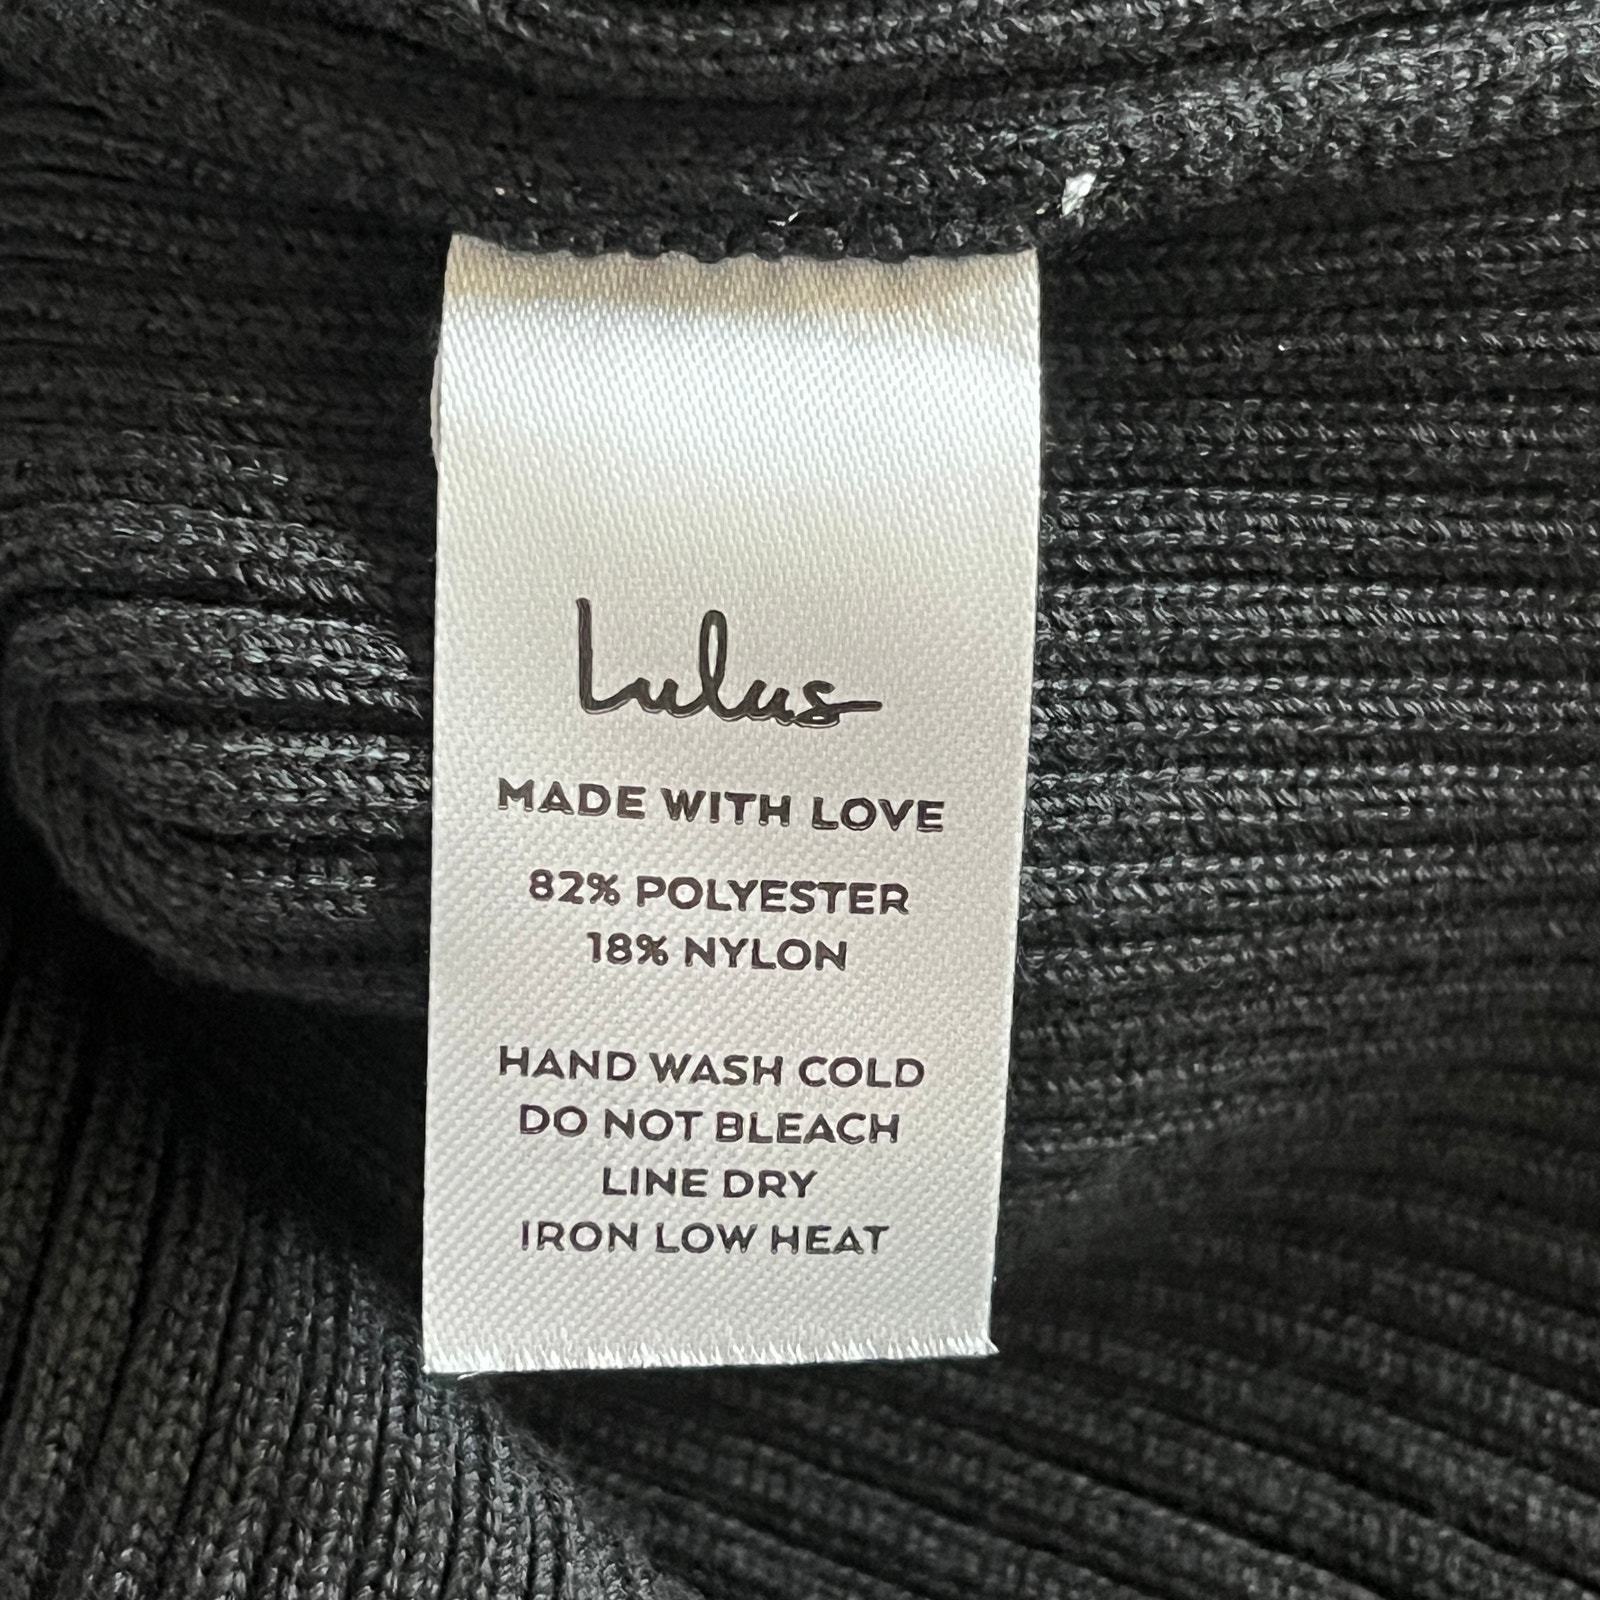 Lulus
MADE WITH LOVE
82% POLYESTER
18% NYLON
HAND WASH COLD
DO NOT BLEACH
LINE DRY
IRON LOW HEAT